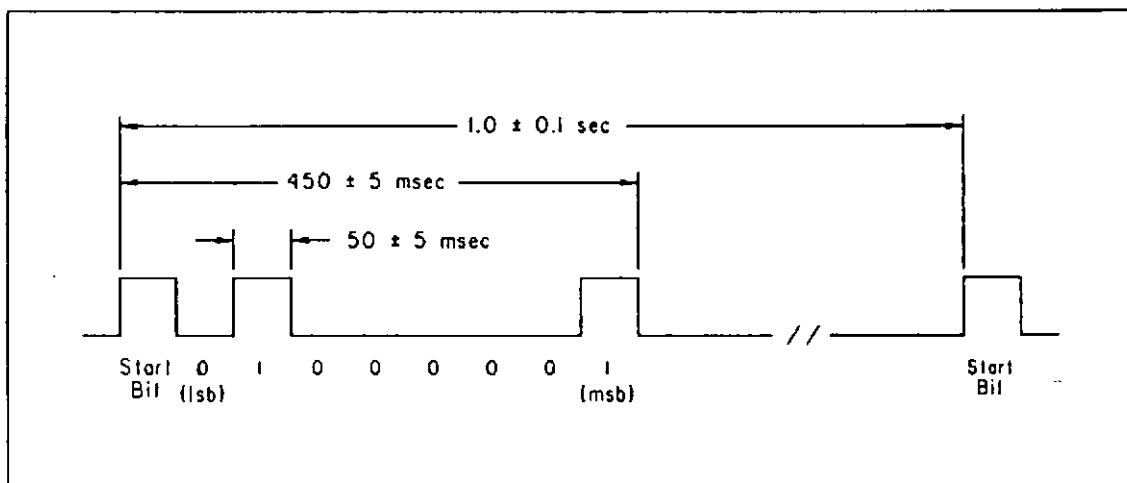 1.0 ± 0.1 sec
450 ± 5 msec
50 ± 5 msec
//
Start 0 1 0 0 0 0 0 1 Start
Bit (lsb) (msb) Bit